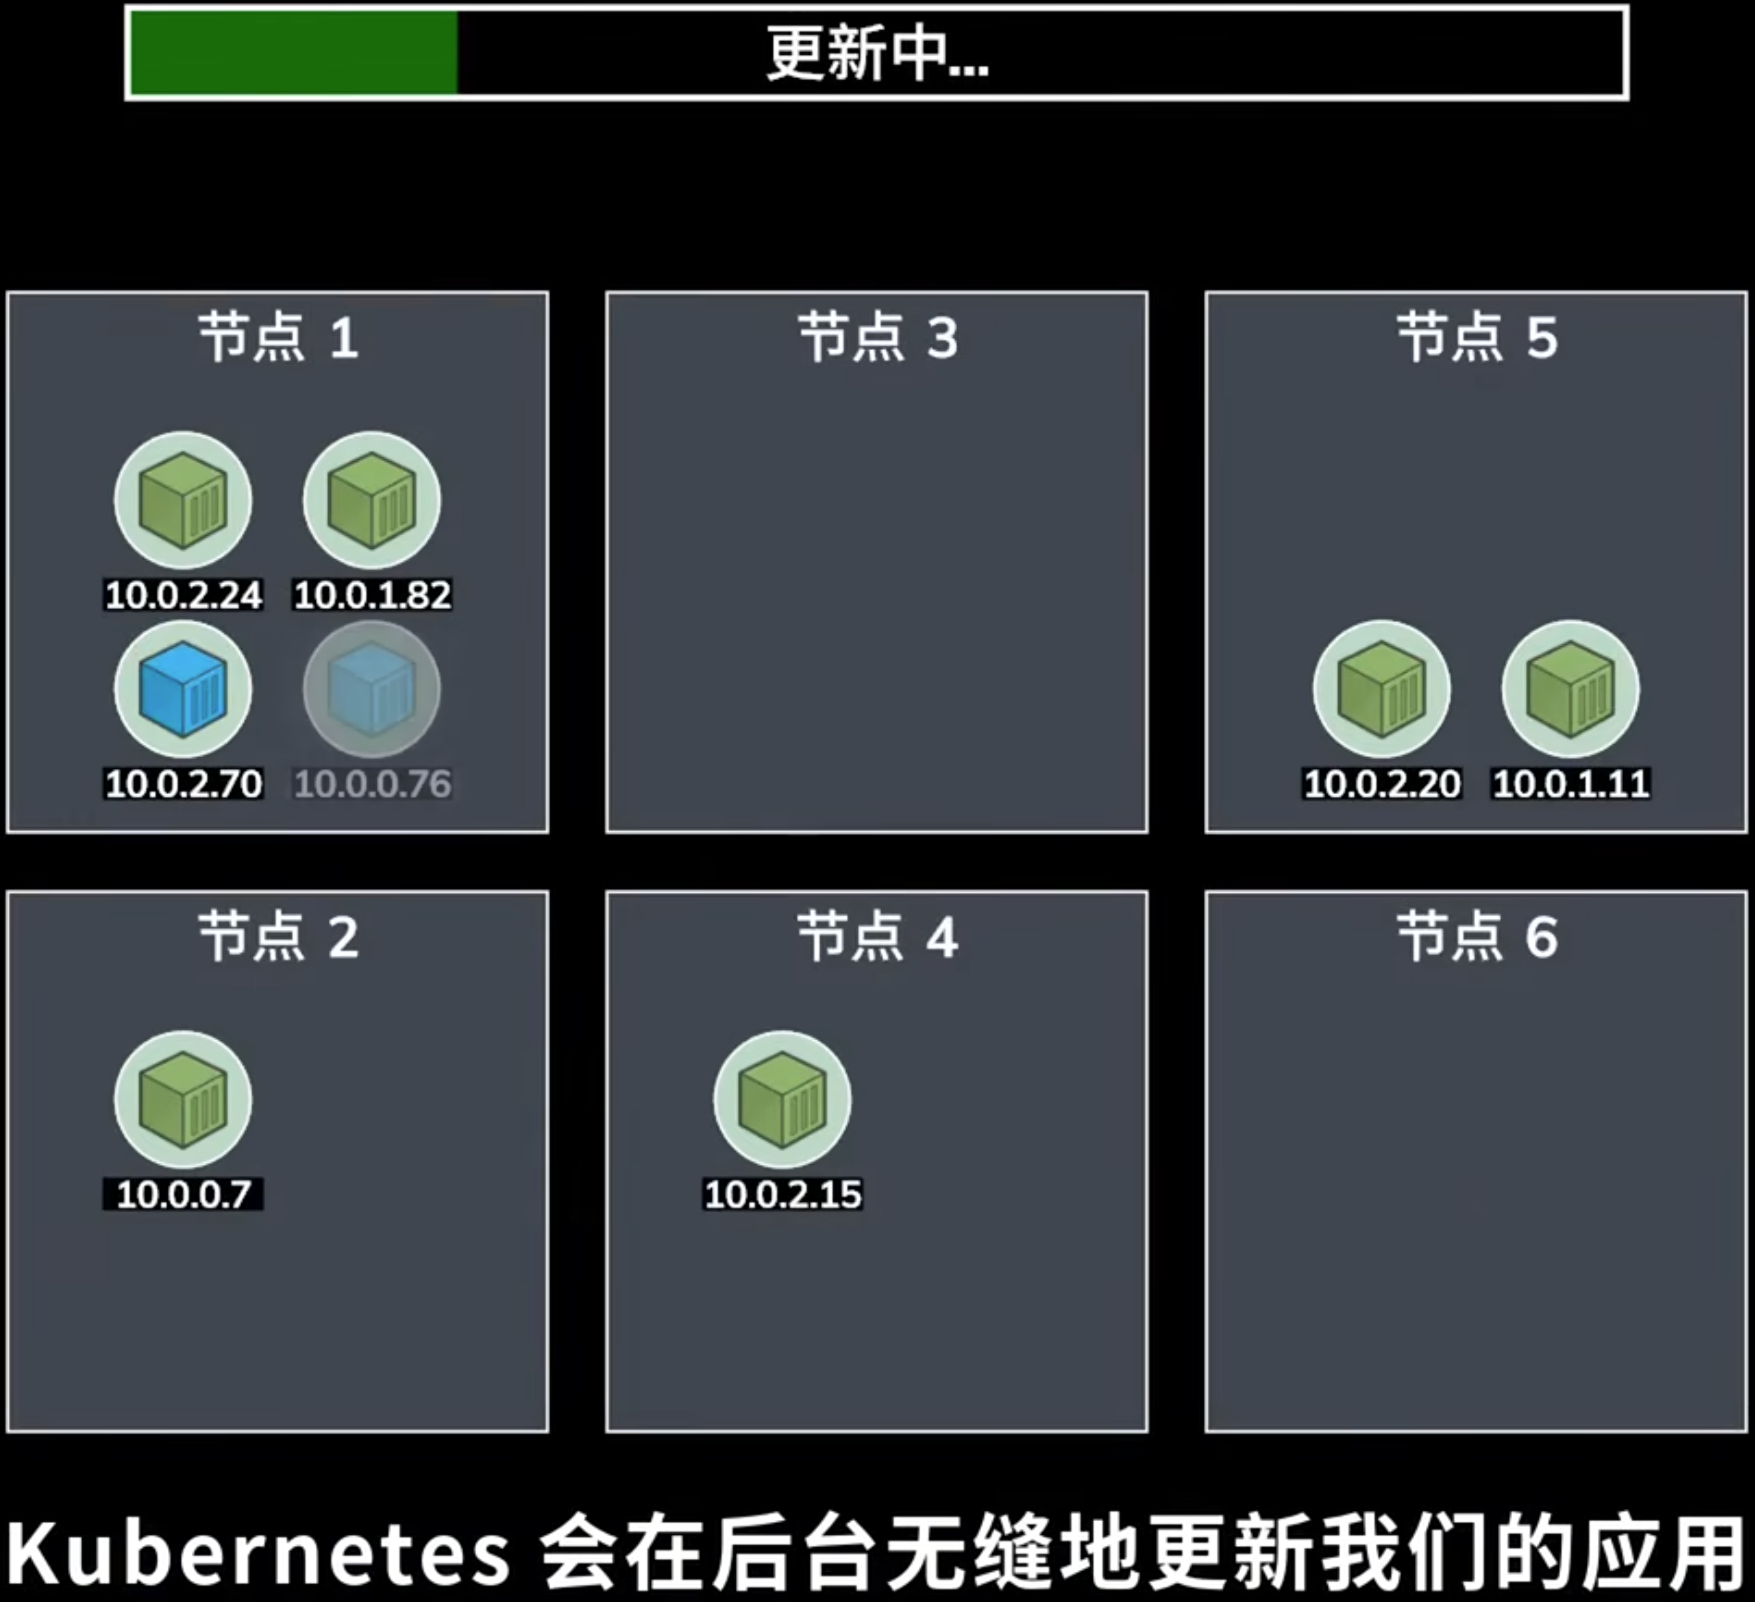 更新中...
节点 1
10.0.2.24
10.0.1.82
10.0.2.70
10.0.0.76
节点 3
节点 5
10.0.2.20
10.0.1.11
节点 2
10.0.0.7
节点 4
10.0.2.15
节点 6
Kubernetes 会在后台无缝地更新我们的应用